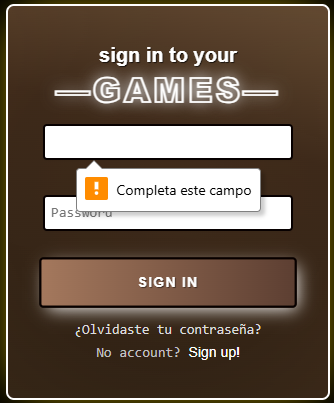 sign in to your
—GAMES—
Completa este campo
Password
SIGN IN
¿Olvidaste tu contraseña?
No account? Sign up!